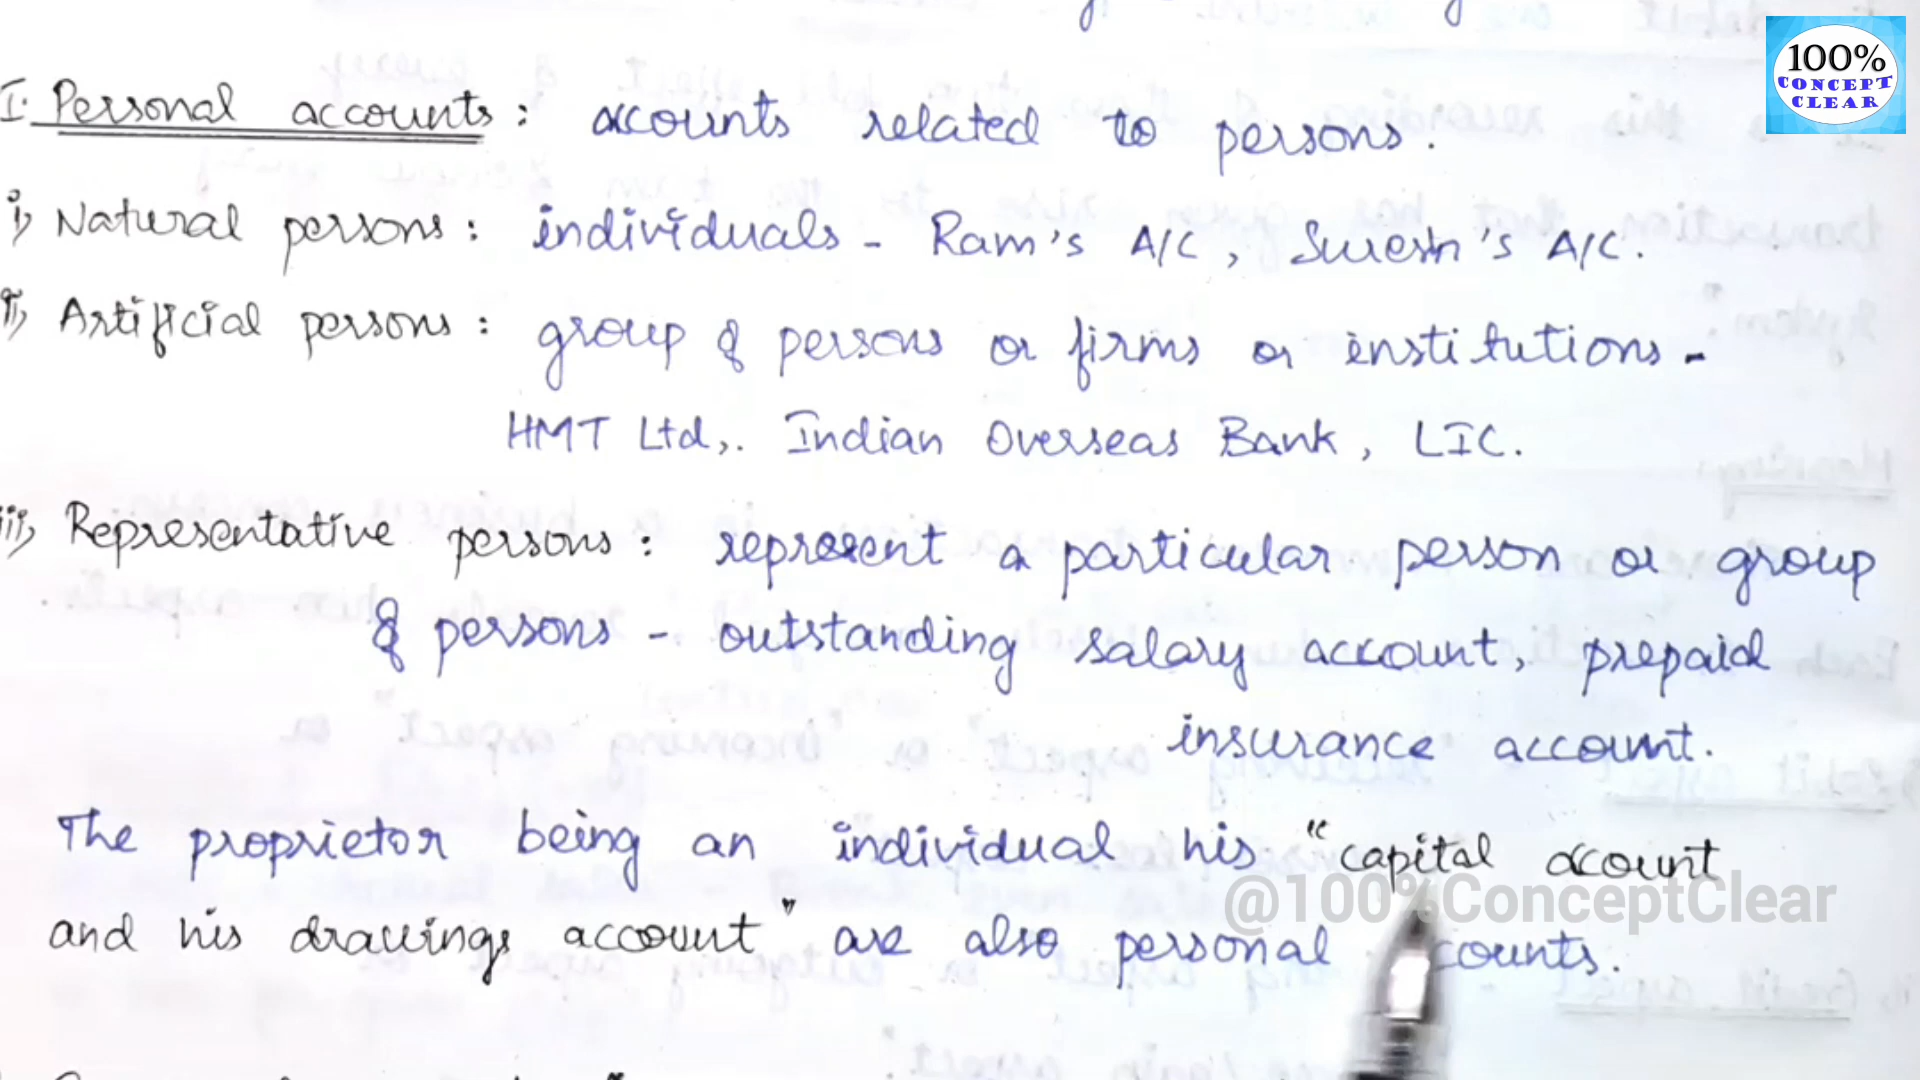 100%
CONCEPT
CLEAR
I. Personal accounts : accounts related to persons.
i) Natural persons : individuals - Ram's A/C, Suresh's A/C.
ii) Artificial persons : group of persons or firms or institutions -
HMT Ltd,. Indian Overseas Bank, LIC.
iii) Representative persons : represent a particular person or group
of persons - outstanding salary account, prepaid
insurance account.
The proprietor being an individual his "capital account
@100%ConceptClear
and his drawings account" are also personal counts.